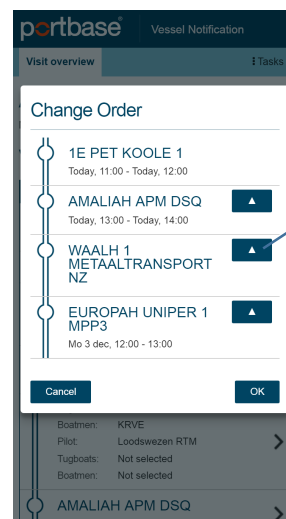 portbase
Vessel Notification
Visit overview
Tasks
Change Order
1E PET KOOLE 1
Today, 11:00 - Today, 12:00
AMALIAH APM DSQ
Today, 13:00 - Today, 14:00
WAALH 1
METAALTRANSPORT
NZ
EUROPAH UNIPER 1
MPP3
Mo 3 dec, 12:00 - 13:00
Cancel
OK
Boatmen: KRVE
Pilot: Loodswezen RTM
Tugboats: Not selected
Boatmen: Not selected
AMALIAH APM DSQ